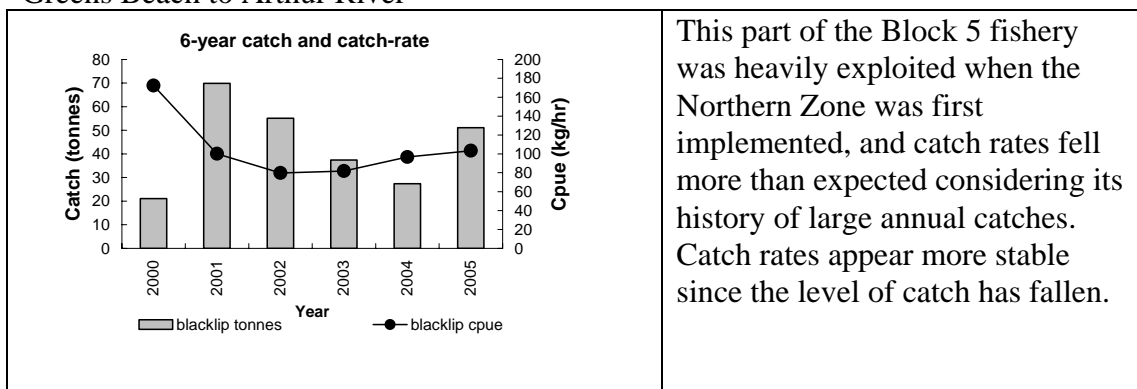 Greens Beach to Arthur River
6-year catch and catch-rate
80
70
60
50
40
30
20
10
0
Catch (tonnes)
200
180
160
140
120
100
80
60
40
20
0
Cpue (kg/hr)
2000
2001
2002
2003
2004
2005
Year
blacklip tonnes
blacklip cpue
This part of the Block 5 fishery
was heavily exploited when the
Northern Zone was first
implemented, and catch rates fell
more than expected considering its
history of large annual catches.
Catch rates appear more stable
since the level of catch has fallen.